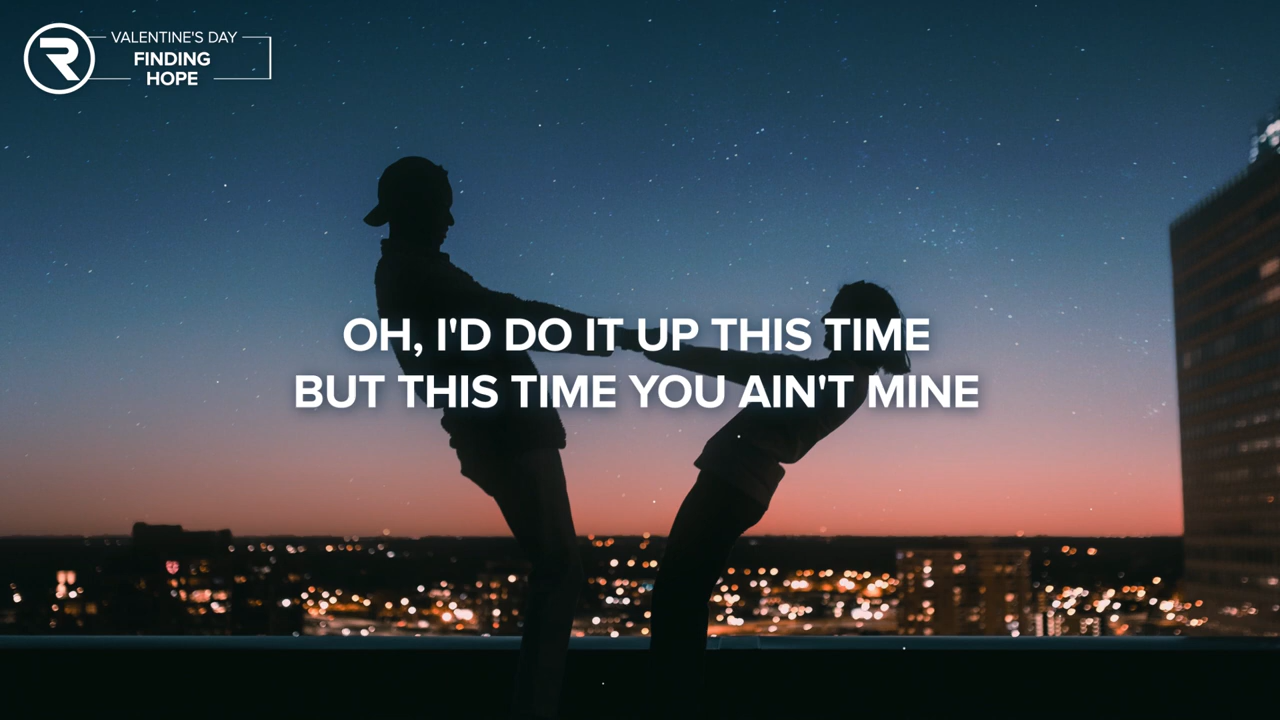 R
VALENTINE'S DAY
FINDING
HOPE
OH, I'D DO IT UP THIS TIME
BUT THIS TIME YOU AIN'T MINE